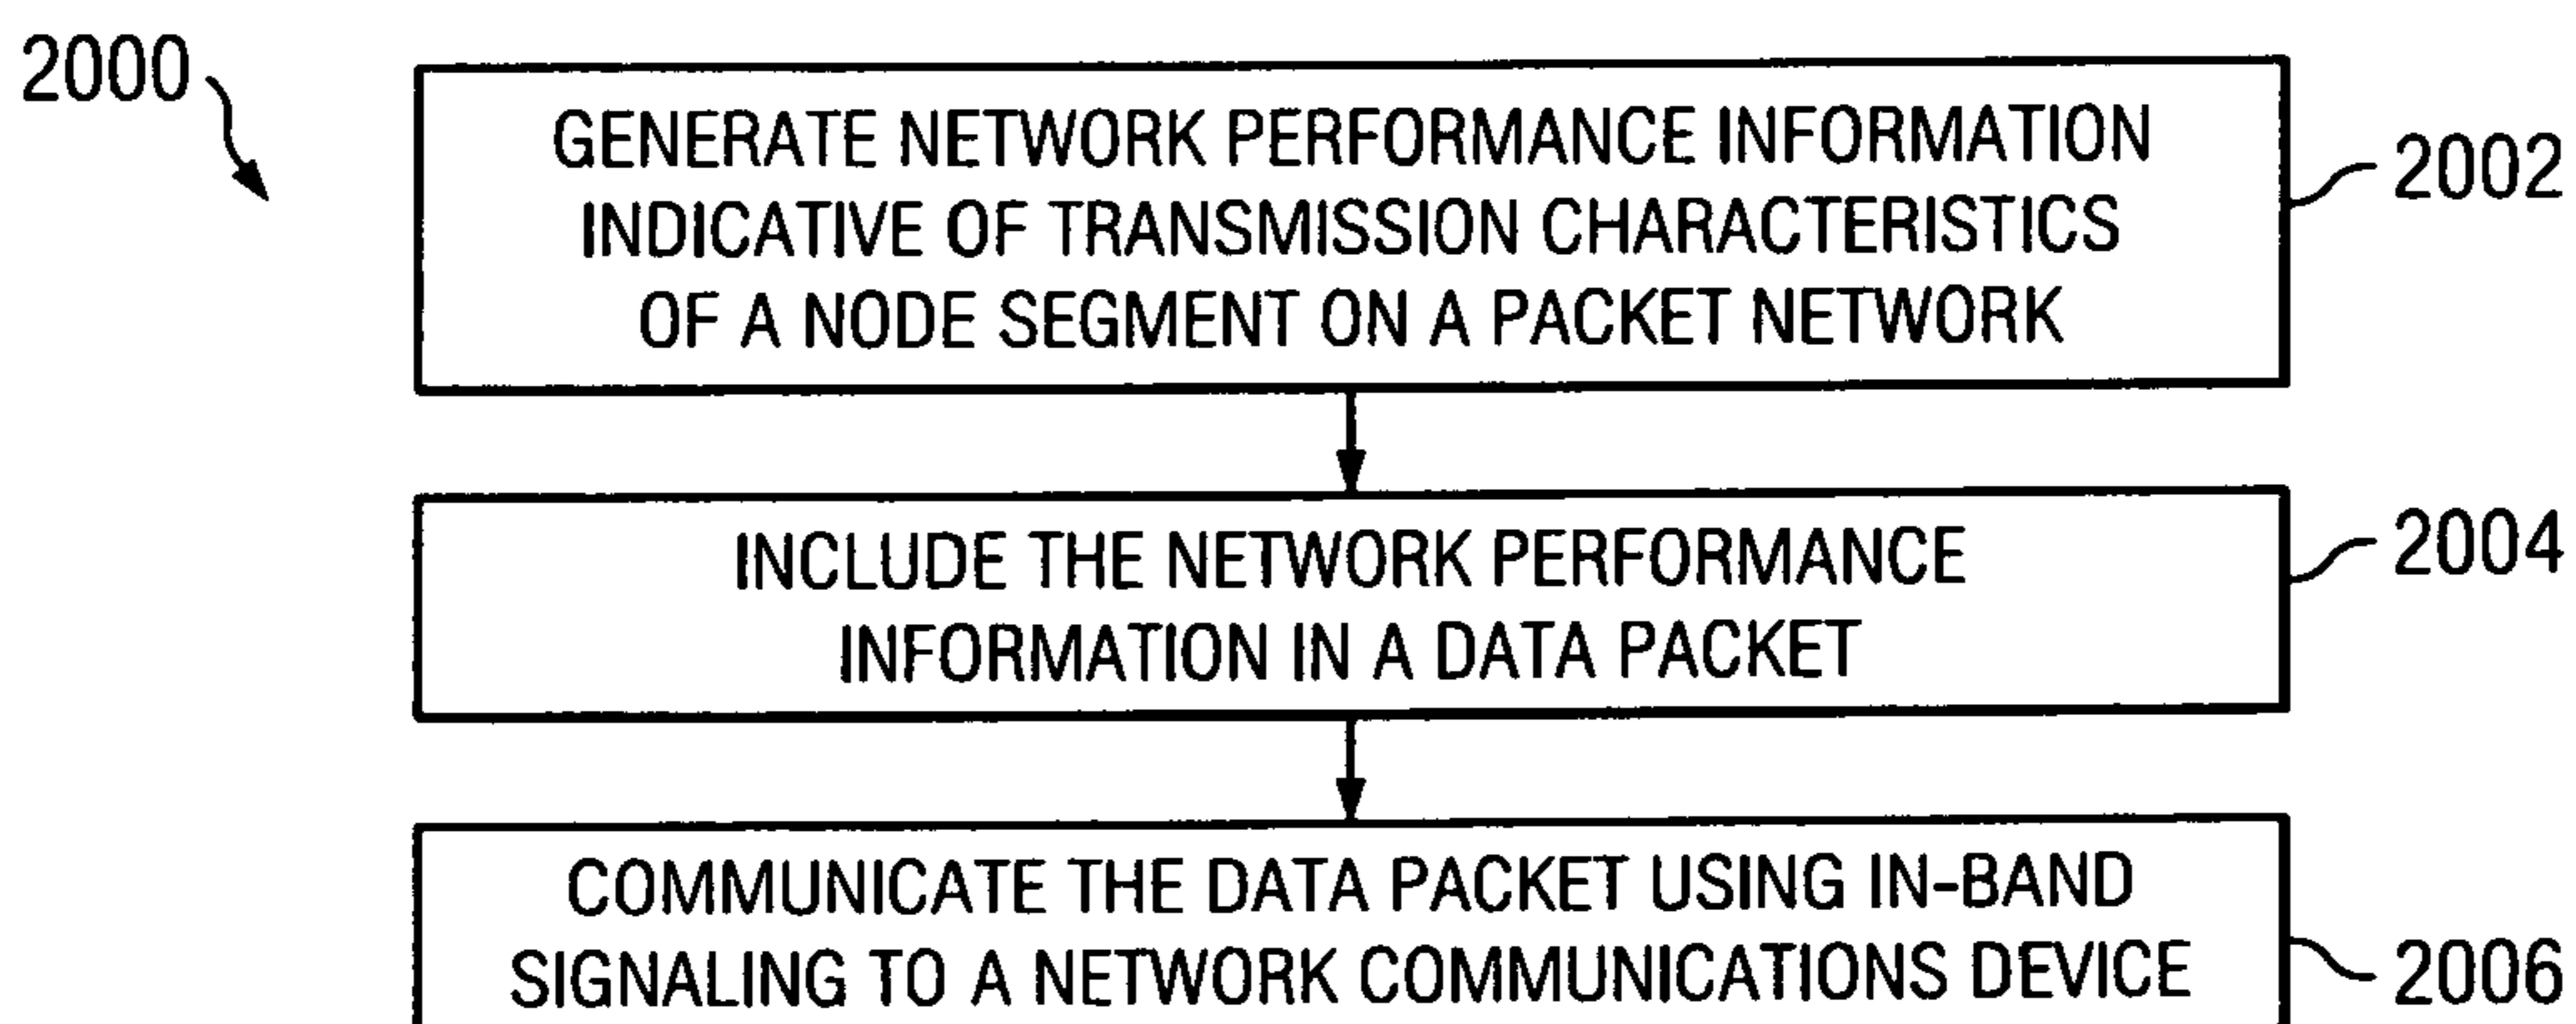 2000
GENERATE NETWORK PERFORMANCE INFORMATION
INDICATIVE OF TRANSMISSION CHARACTERISTICS
OF A NODE SEGMENT ON A PACKET NETWORK
2002
INCLUDE THE NETWORK PERFORMANCE
INFORMATION IN A DATA PACKET
2004
COMMUNICATE THE DATA PACKET USING IN-BAND
SIGNALING TO A NETWORK COMMUNICATIONS DEVICE
2006